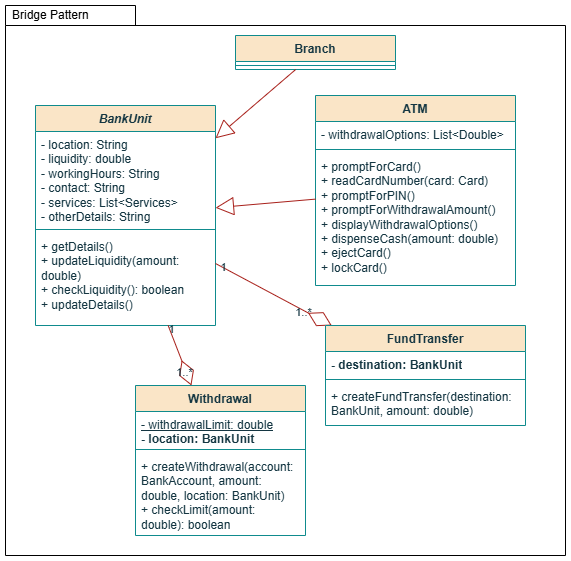 Bridge Pattern
Branch
BankUnit
- location: String
- liquidity: double
- workingHours: String
- contact: String
- services: List<Services>
- otherDetails: String
+ getDetails()
+ updateLiquidity(amount:
double)
+ checkLiquidity(): boolean
+ updateDetails()
ATM
- withdrawalOptions: List<Double>
+ promptForCard()
+ readCardNumber(card: Card)
+ promptForPIN()
+ promptForWithdrawalAmount()
+ displayWithdrawalOptions()
+ dispenseCash(amount: double)
+ ejectCard()
+ lockCard()
1
1..*
1
1..*
FundTransfer
- destination: BankUnit
+ createFundTransfer(destination:
BankUnit, amount: double)
Withdrawal
- withdrawalLimit: double
- location: BankUnit
+ createWithdrawal(account:
BankAccount, amount:
double, location: BankUnit)
+ checkLimit(amount:
double): boolean